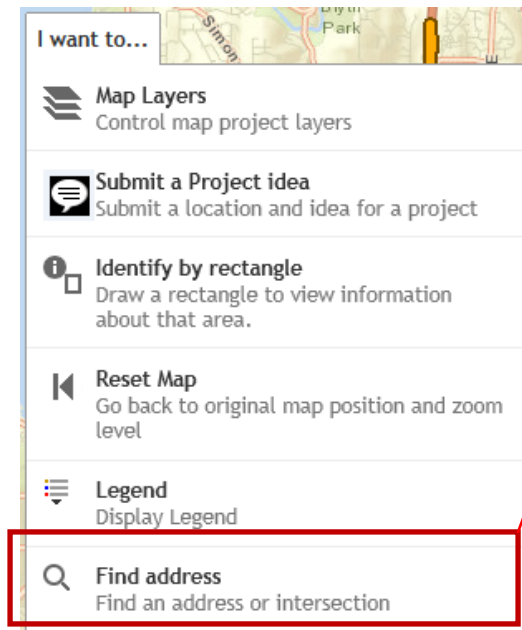 Park
I want to...
Map Layers
Control map project layers
Submit a Project idea
Submit a location and idea for a project
Identify by rectangle
Draw a rectangle to view information
about that area.
Reset Map
Go back to original map position and zoom
level
Legend
Display Legend
Find address
Find an address or intersection